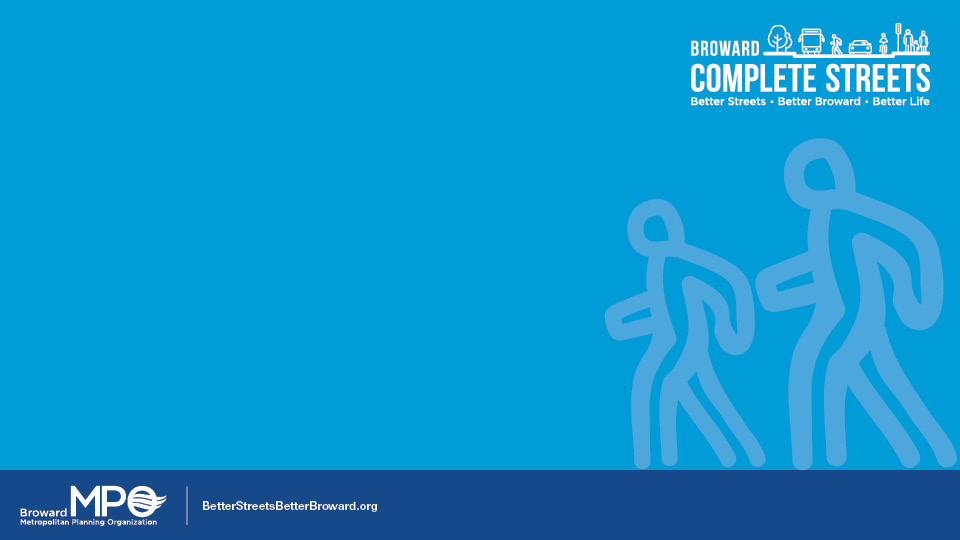 BROWARD
COMPLETE STREETS
Better Streets • Better Broward • Better Life
Broward MPO
Metropolitan Planning Organization
BetterStreetsBetterBroward.org